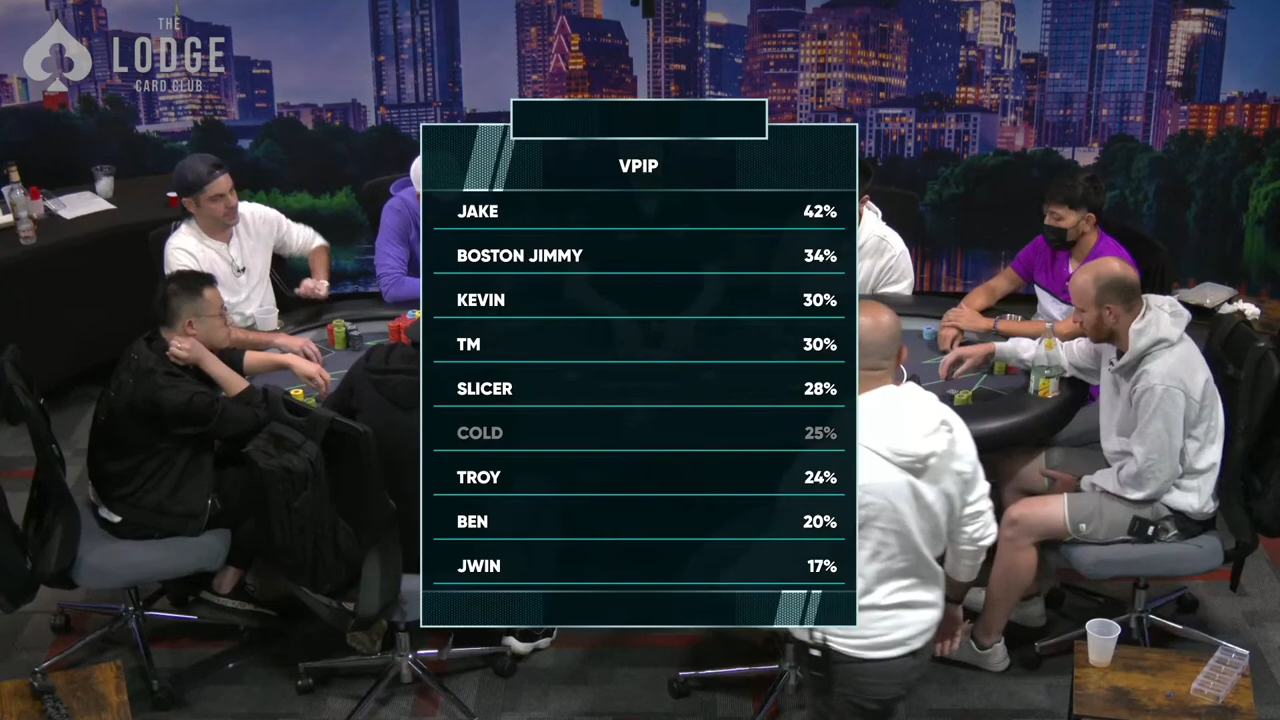 THE
LODGE
CARD CLUB
VPIP
JAKE 42%
BOSTON JIMMY 34%
KEVIN 30%
TM 30%
SLICER 28%
COLD 25%
TROY 24%
BEN 20%
JWIN 17%